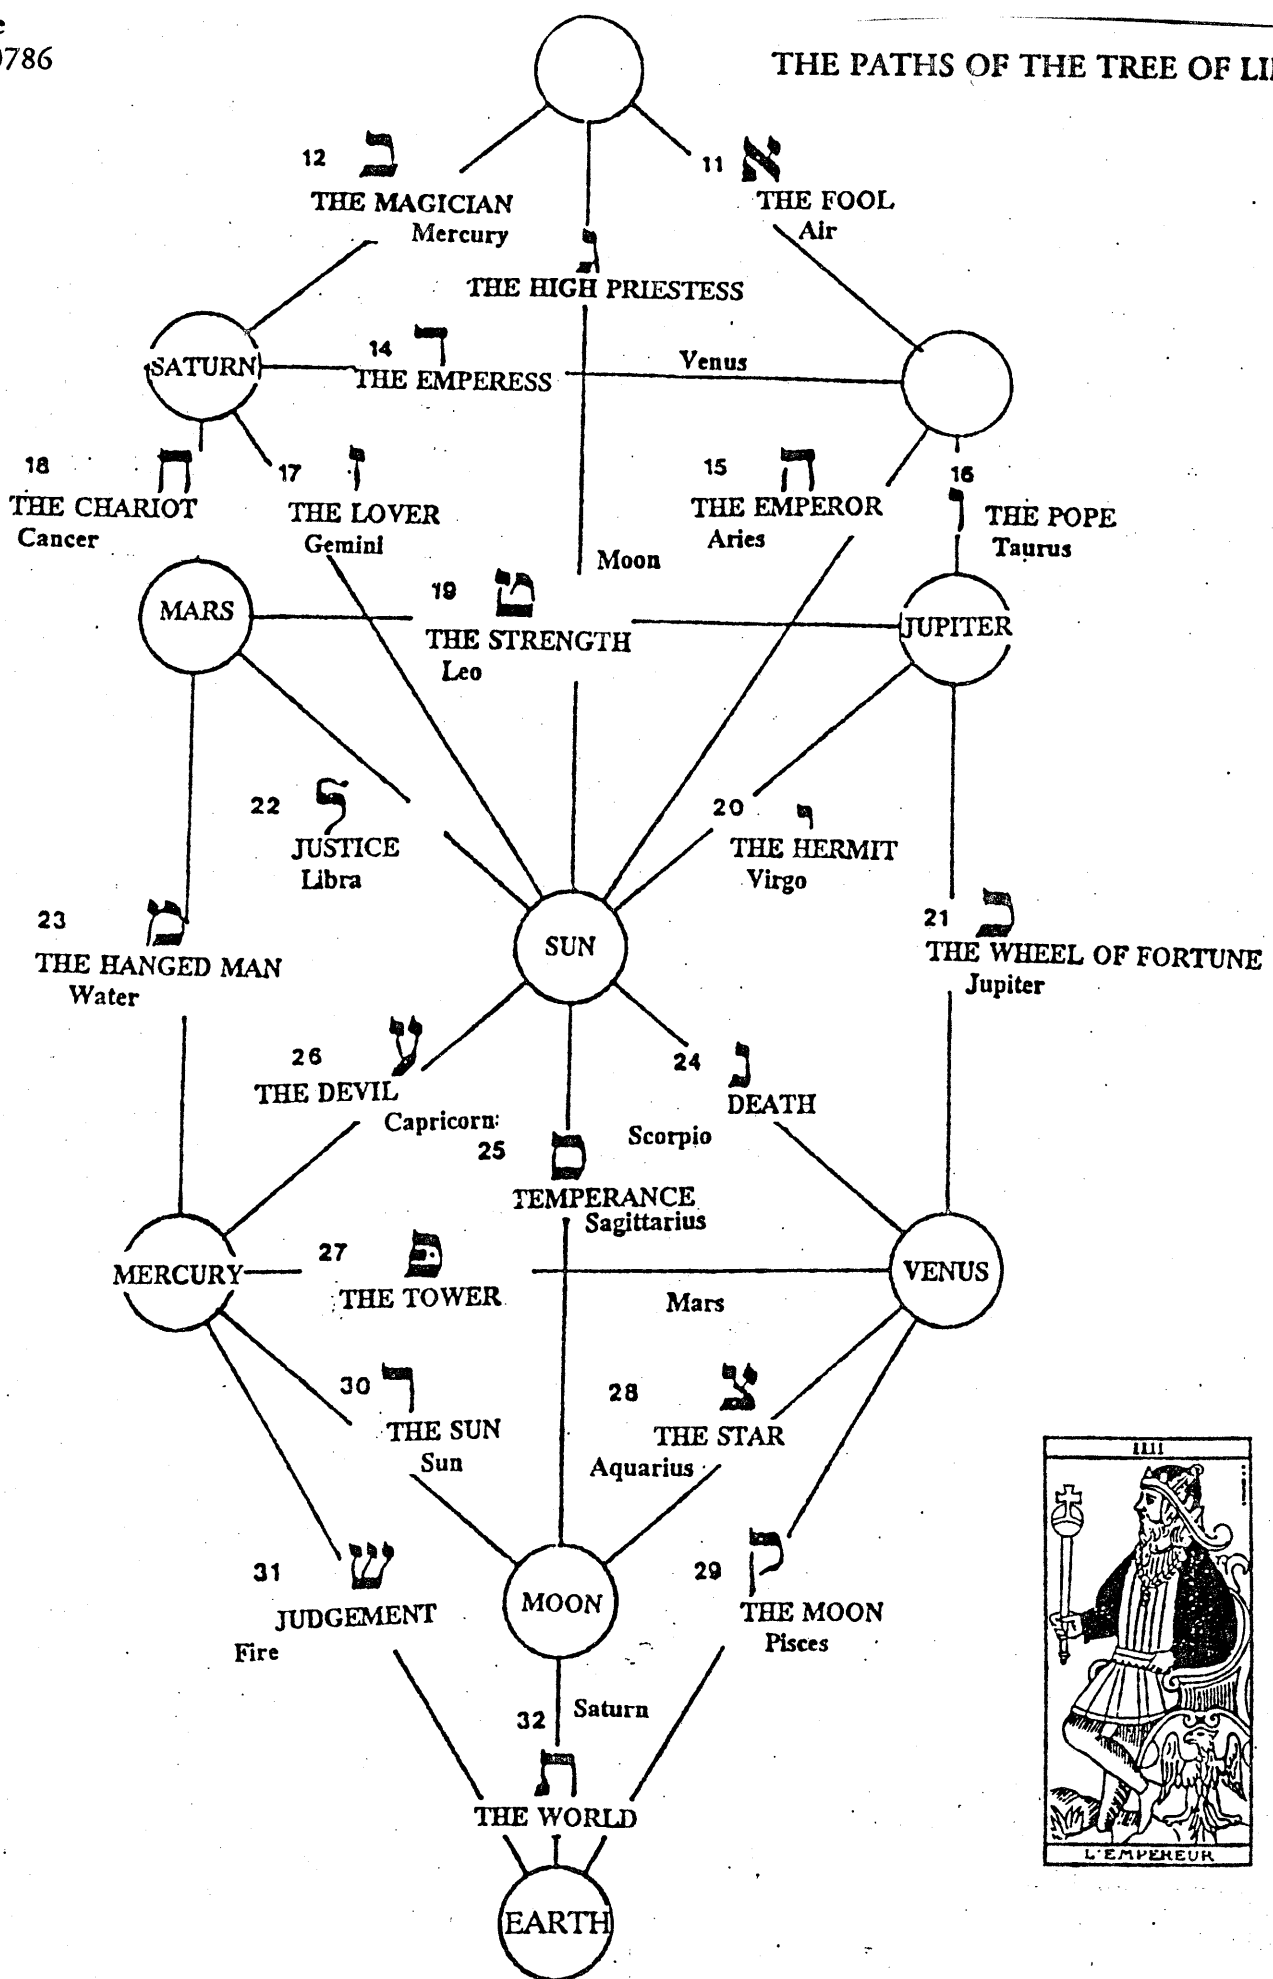 e
0786
THE PATHS OF THE TREE OF LI
12 ב
THE MAGICIAN
Mercury
11 א
THE FOOL
Air
ג
THE HIGH PRIESTESS
SATURN
14 ד
THE EMPERESS
Venus
18 ח
THE CHARIOT
Cancer
17 ז
THE LOVER
Gemini
15 ה
THE EMPEROR
Aries
16
ו
THE POPE
Taurus
Moon
MARS
19 ט
THE STRENGTH
Leo
JUPITER
22 ל
JUSTICE
Libra
20 י
THE HERMIT
Virgo
23 מ
THE HANGED MAN
Water
SUN
21 כ
THE WHEEL OF FORTUNE
Jupiter
26 ע
THE DEVIL
Capricorn
24 נ
DEATH
Scorpio
25 ס
TEMPERANCE
Sagittarius
MERCURY
27 פ
THE TOWER
Mars
VENUS
30 ר
THE SUN
Sun
28 צ
THE STAR
Aquarius
31 ש
JUDGEMENT
Fire
MOON
29 ק
THE MOON
Pisces
32
Saturn
ת
THE WORLD
EARTH
IIII
L'EMPEREUR